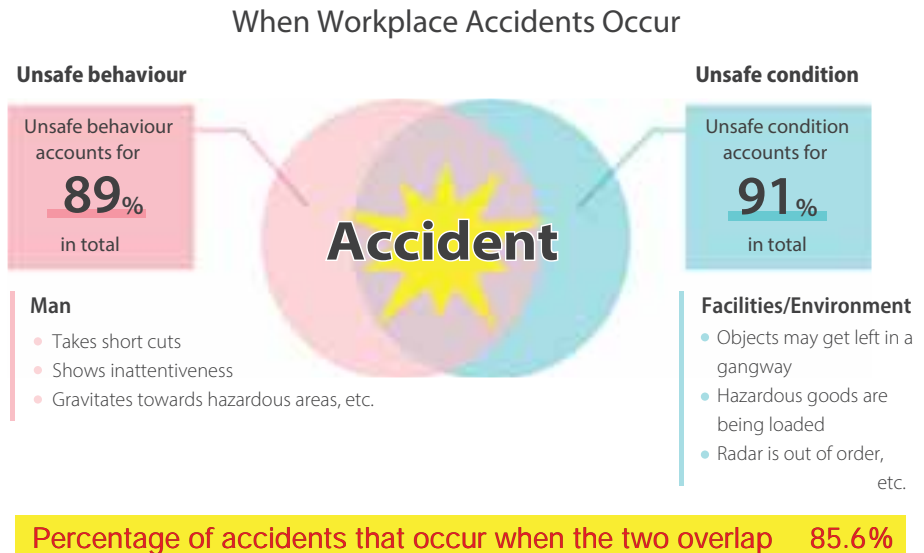 When Workplace Accidents Occur
Unsafe behaviour
Unsafe behaviour
accounts for
89%
in total
Unsafe condition
Unsafe condition
accounts for
91%
in total
Accident
Man
• Takes short cuts
• Shows inattentiveness
• Gravitates towards hazardous areas, etc.
Facilities/Environment
• Objects may get left in a
gangway
• Hazardous goods are
being loaded
• Radar is out of order,
etc.
Percentage of accidents that occur when the two overlap 85.6%